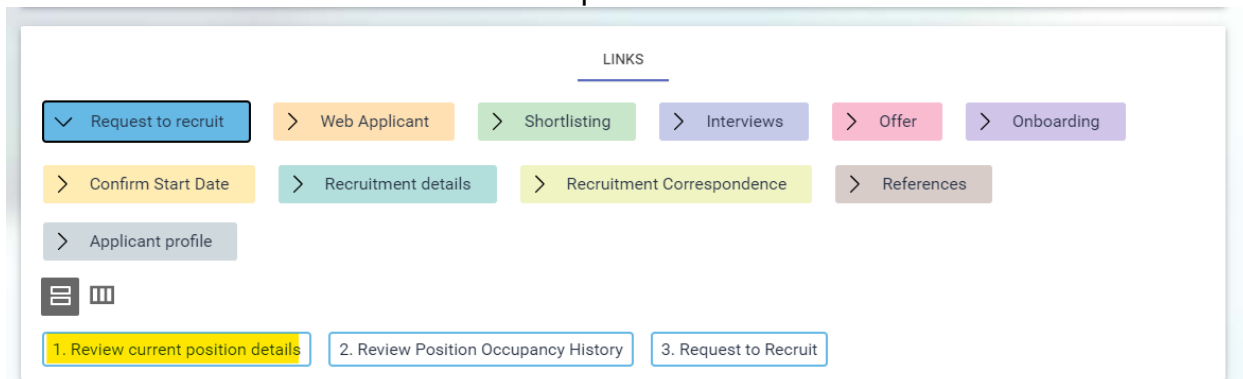 LINKS
Request to recruit Web Applicant Shortlisting Interviews Offer Onboarding
Confirm Start Date Recruitment details Recruitment Correspondence References
Applicant profile
1. Review current position details 2. Review Position Occupancy History 3. Request to Recruit